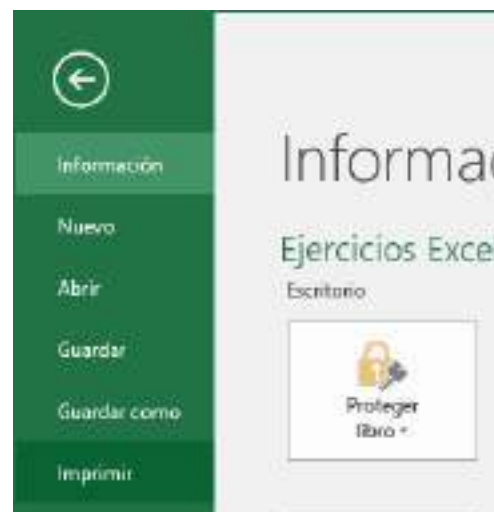 Información
Nuevo
Abrir
Guardar
Guardar como
Imprimir
Informac
Ejercicios Exce
Escritorio
Proteger
libro